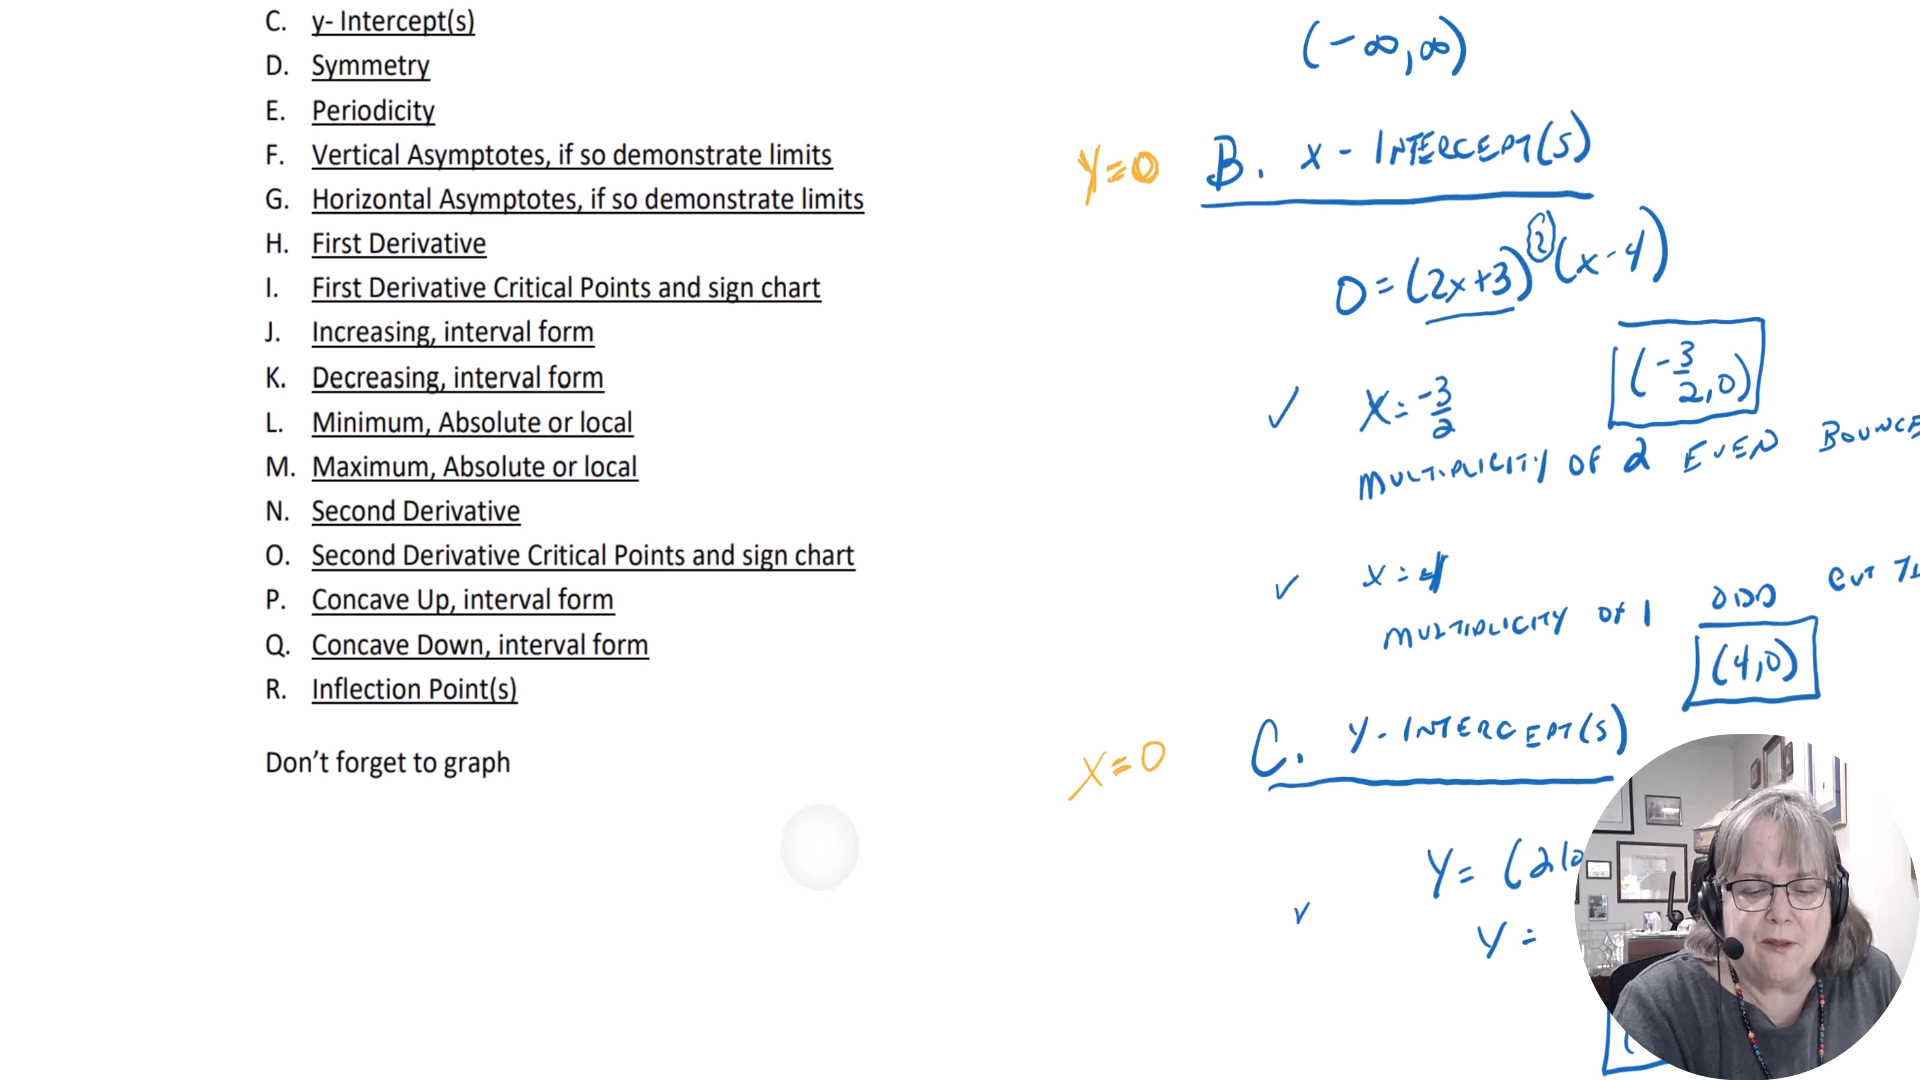 C. y- Intercept(s)
D. Symmetry
E. Periodicity
F. Vertical Asymptotes, if so demonstrate limits
G. Horizontal Asymptotes, if so demonstrate limits
H. First Derivative
I. First Derivative Critical Points and sign chart
J. Increasing, interval form
K. Decreasing, interval form
L. Minimum, Absolute or local
M. Maximum, Absolute or local
N. Second Derivative
O. Second Derivative Critical Points and sign chart
P. Concave Up, interval form
Q. Concave Down, interval form
R. Inflection Point(s)
Don't forget to graph
(-∞,∞)
y=0 B. x - INTERCEPT(S)
0=(2x+3)²(x-4)
(-3/2,0)
✓ x=-3/2
MULTIPLICITY OF 2 EVEN BOUNCE
✓ x=4
MULTIPLICITY OF 1 ODD CUT
(4,0)
x=0 C. y-INTERCEPT(S)
y= (2(0
✓ y=
(